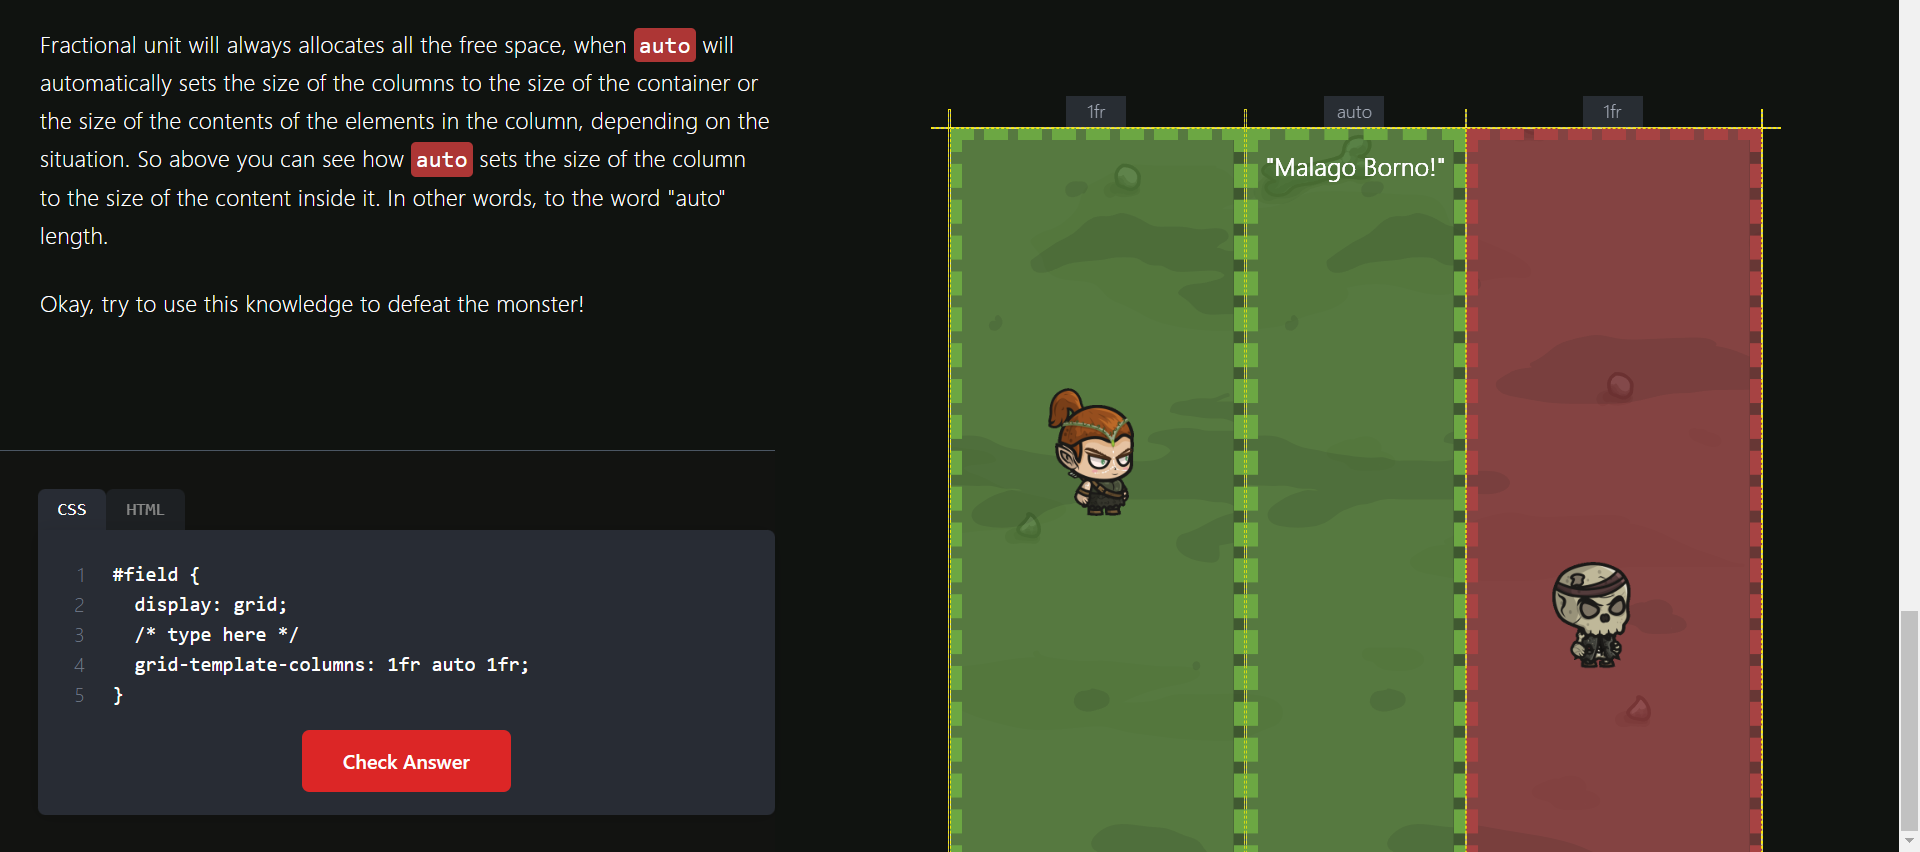 Fractional unit will always allocates all the free space, when auto will
automatically sets the size of the columns to the size of the container or
the size of the contents of the elements in the column, depending on the
situation. So above you can see how auto sets the size of the column
to the size of the content inside it. In other words, to the word "auto"
length.
Okay, try to use this knowledge to defeat the monster!
CSS HTML
1 #field {
2 display: grid;
3 /* type here */
4 grid-template-columns: 1fr auto 1fr;
5 }
Check Answer
1fr auto 1fr
"Malago Borno!"